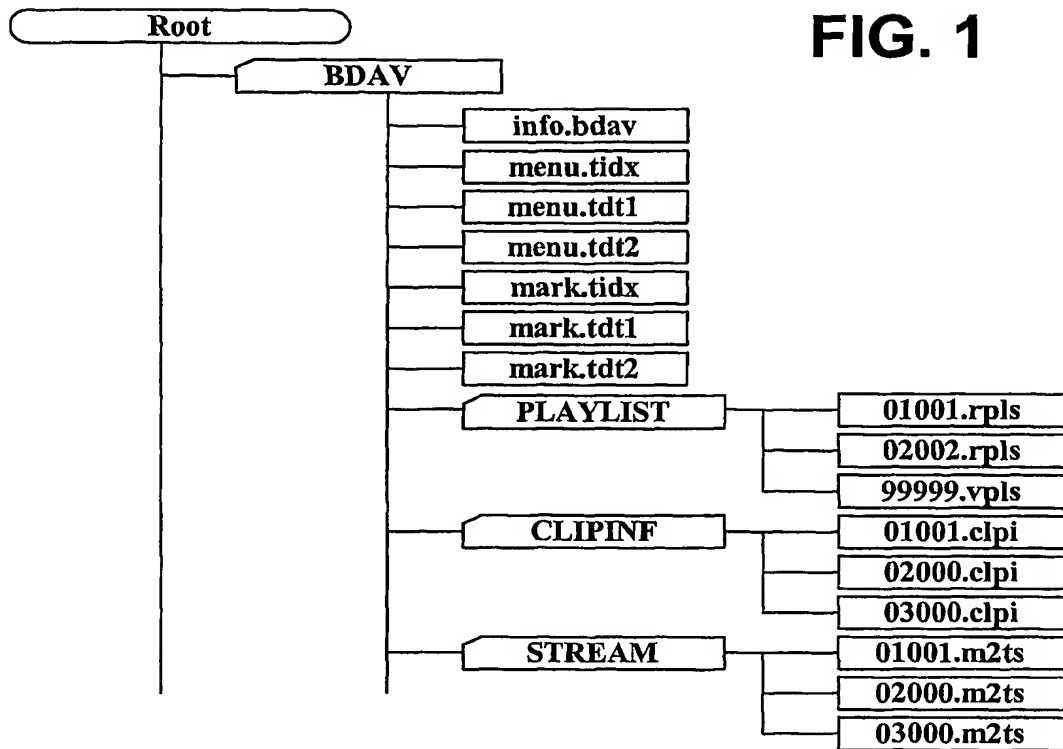 FIG. 1
Root
BDAV
info.bdav
menu.tidx
menu.tdt1
menu.tdt2
mark.tidx
mark.tdt1
mark.tdt2
PLAYLIST
01001.rpls
02002.rpls
99999.vpls
CLIPINF
01001.clpi
02000.clpi
03000.clpi
STREAM
01001.m2ts
02000.m2ts
03000.m2ts